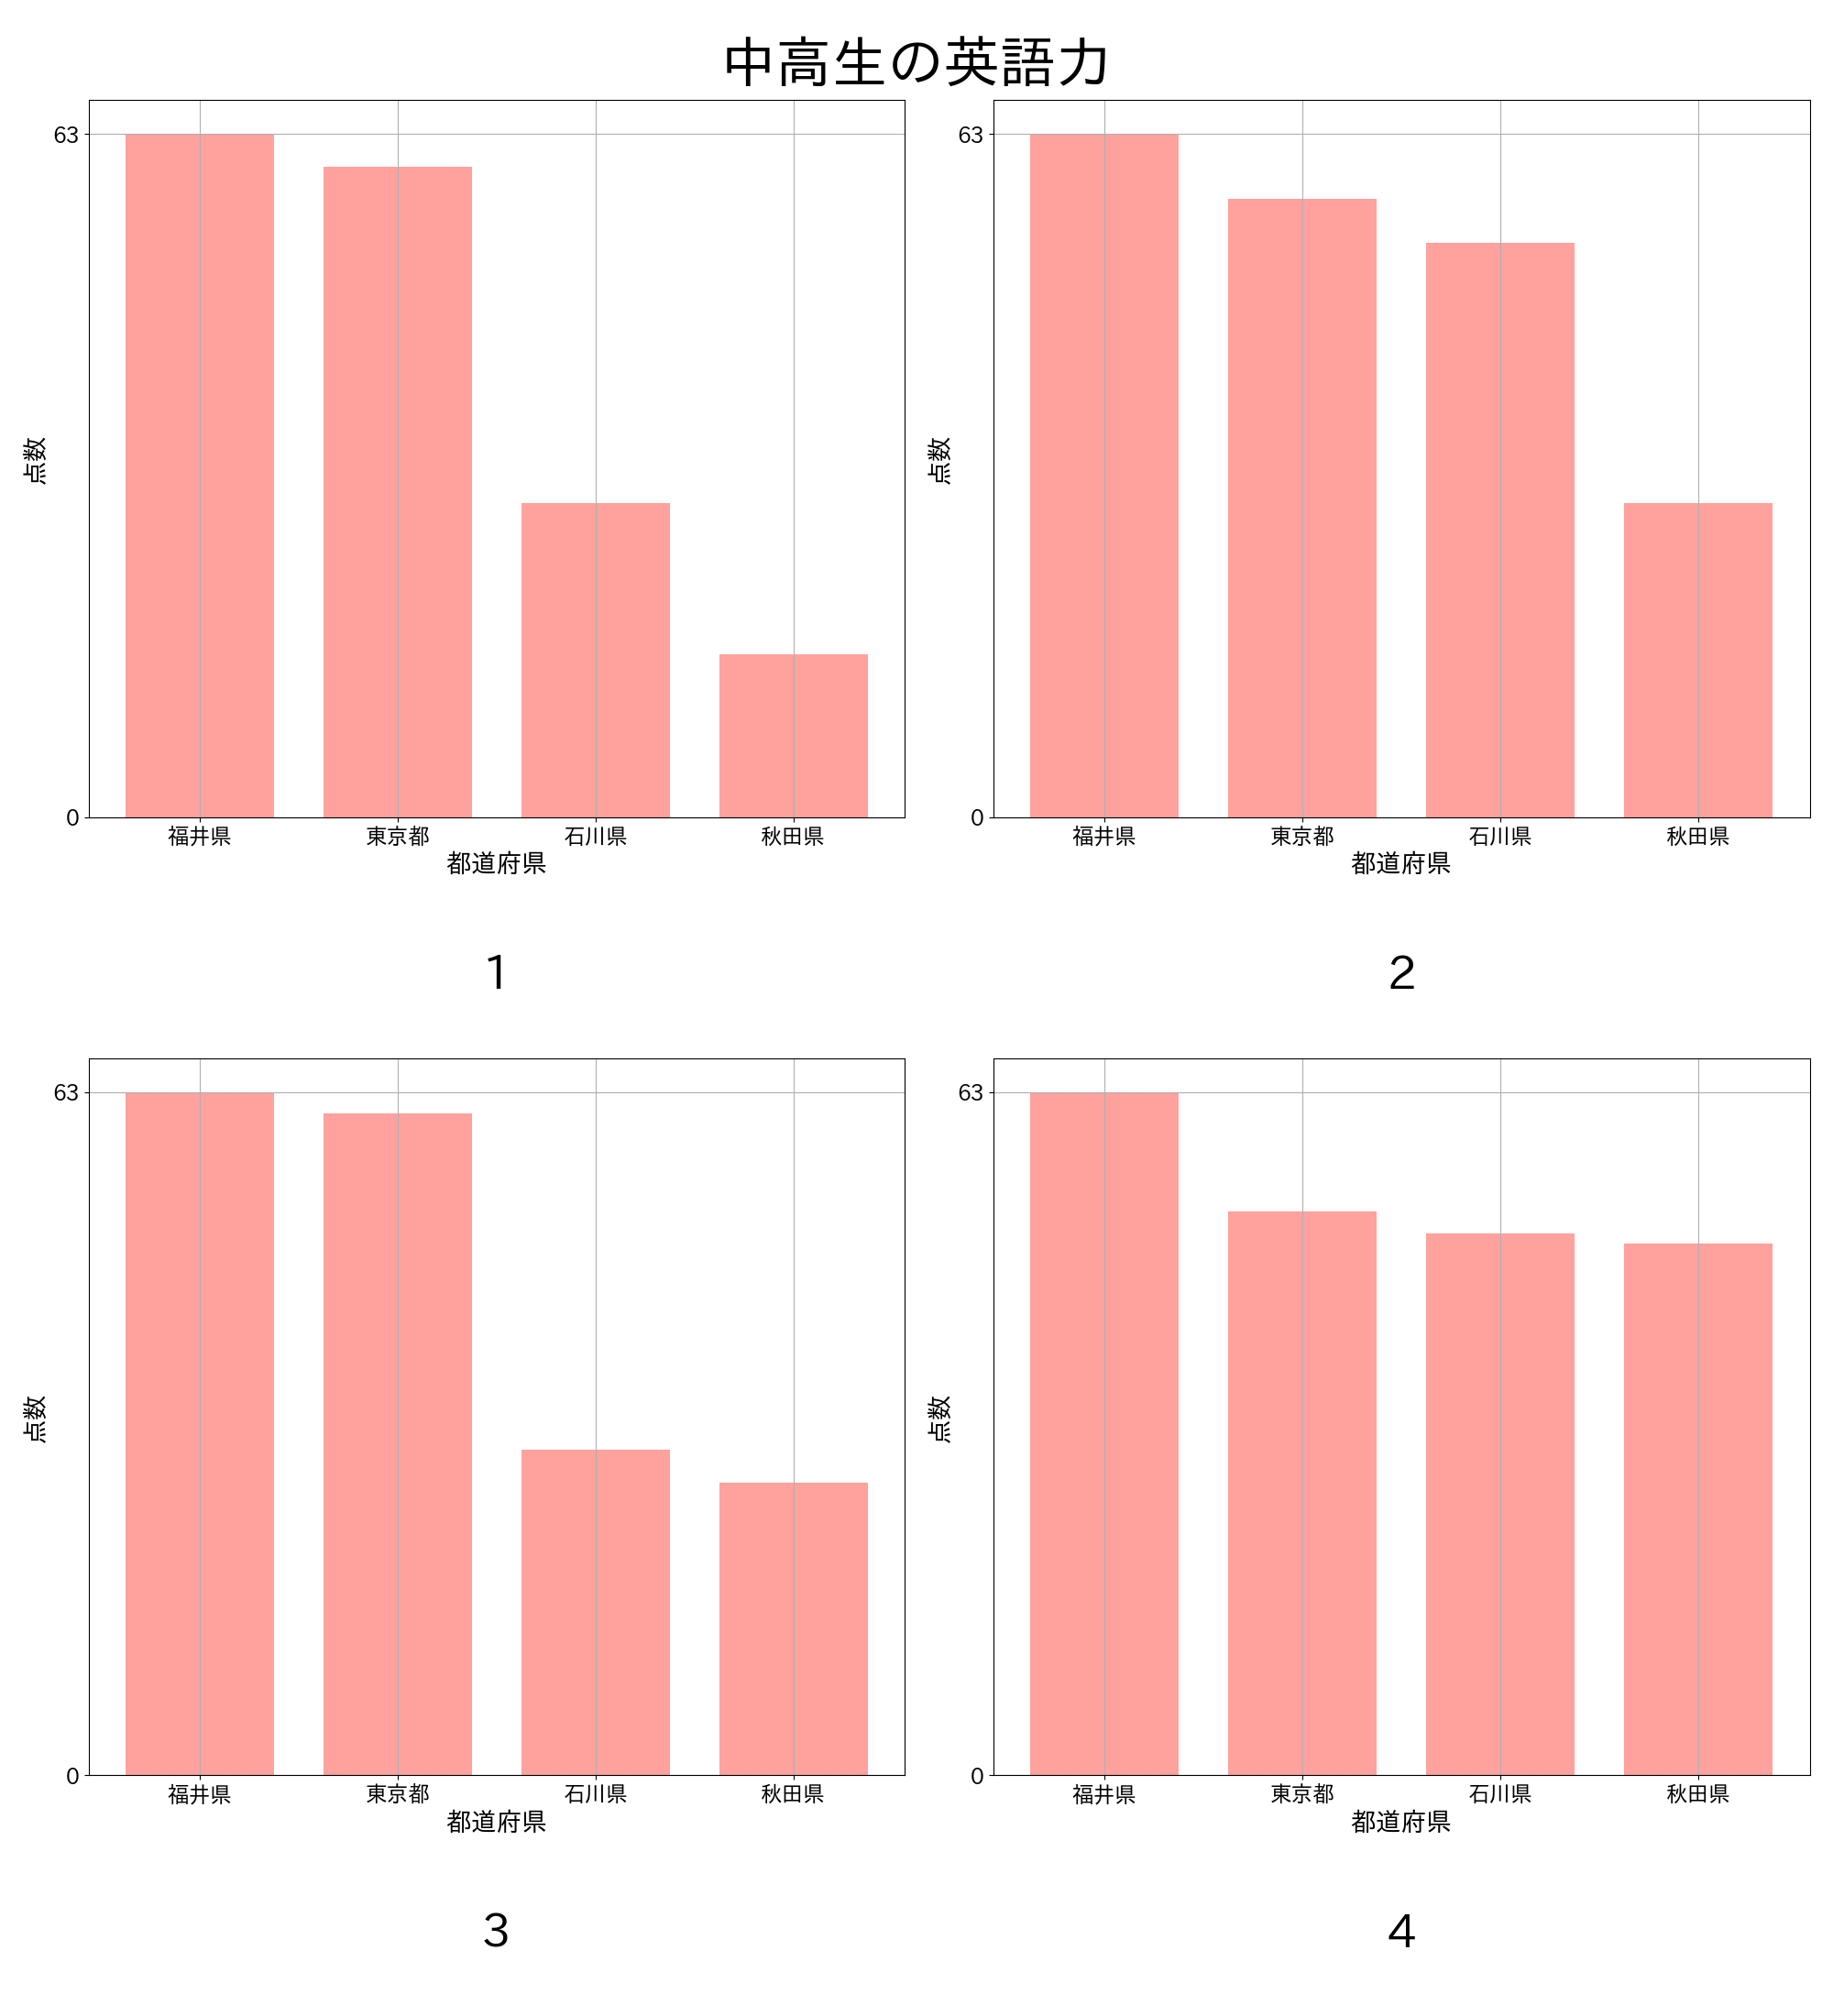 中高生の英語力
63
点数
0
福井県 東京都 石川県 秋田県
都道府県
1
63
点数
0
福井県 東京都 石川県 秋田県
都道府県
2
63
点数
0
福井県 東京都 石川県 秋田県
都道府県
3
63
点数
0
福井県 東京都 石川県 秋田県
都道府県
4